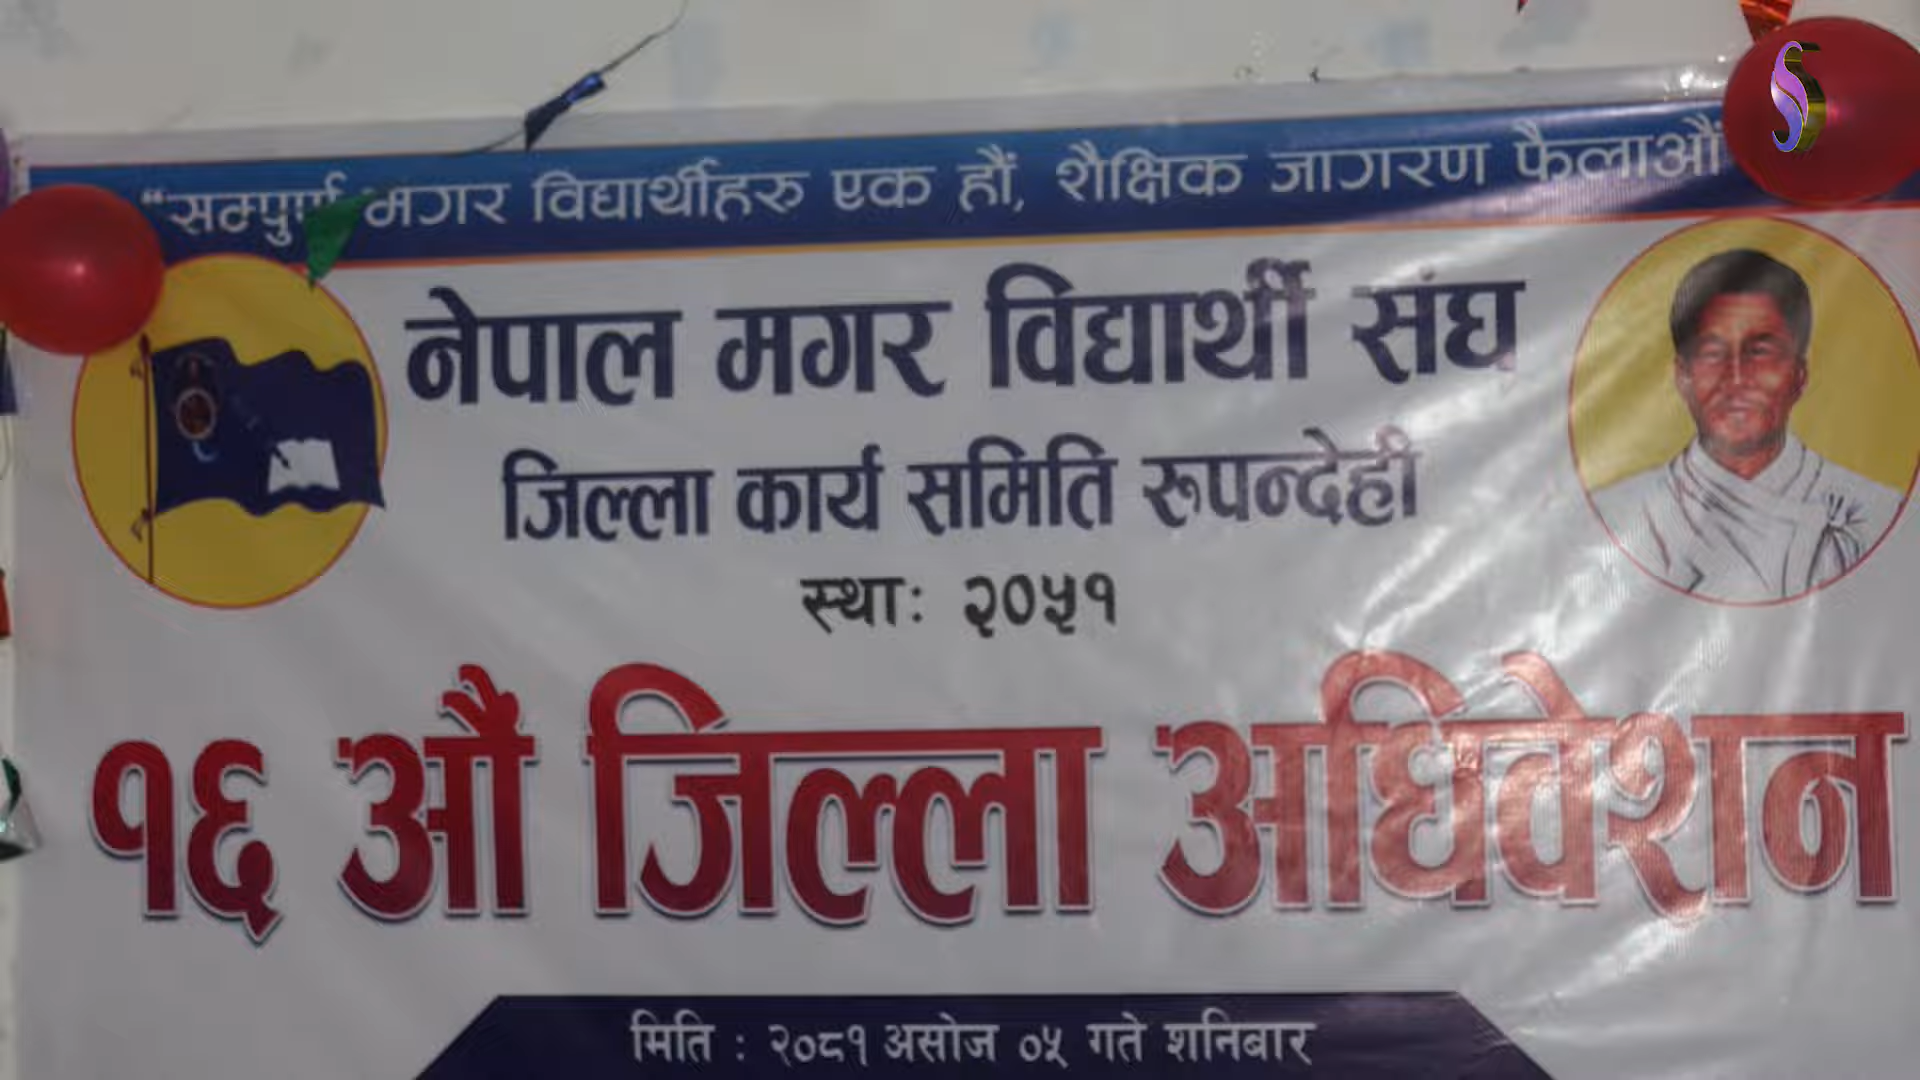 “सम्पुर्ण मगर विद्यार्थीहरु एक हौं, शैक्षिक जागरण फैलाऔं
नेपाल मगर विद्यार्थी संघ
जिल्ला कार्य समिति रुपन्देही
स्थाः २०५१
१६ औं जिल्ला अधिवेशन
मिति : २०८१ असोज ०५ गते शनिबार